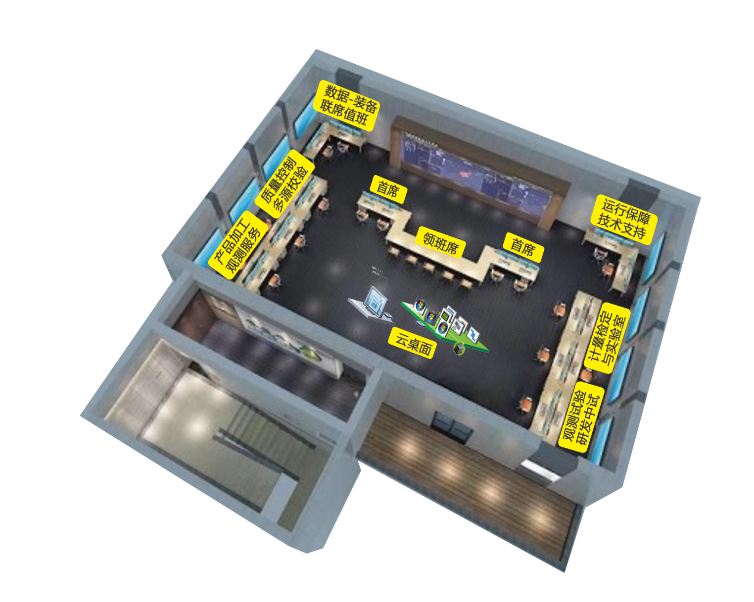 数据-装备
联席值班
质量控制
多源校验
产品加工
观测服务
首席
领班席
首席
运行保障
技术支持
计量检定
与实验室
观测试验
研发中试
云桌面